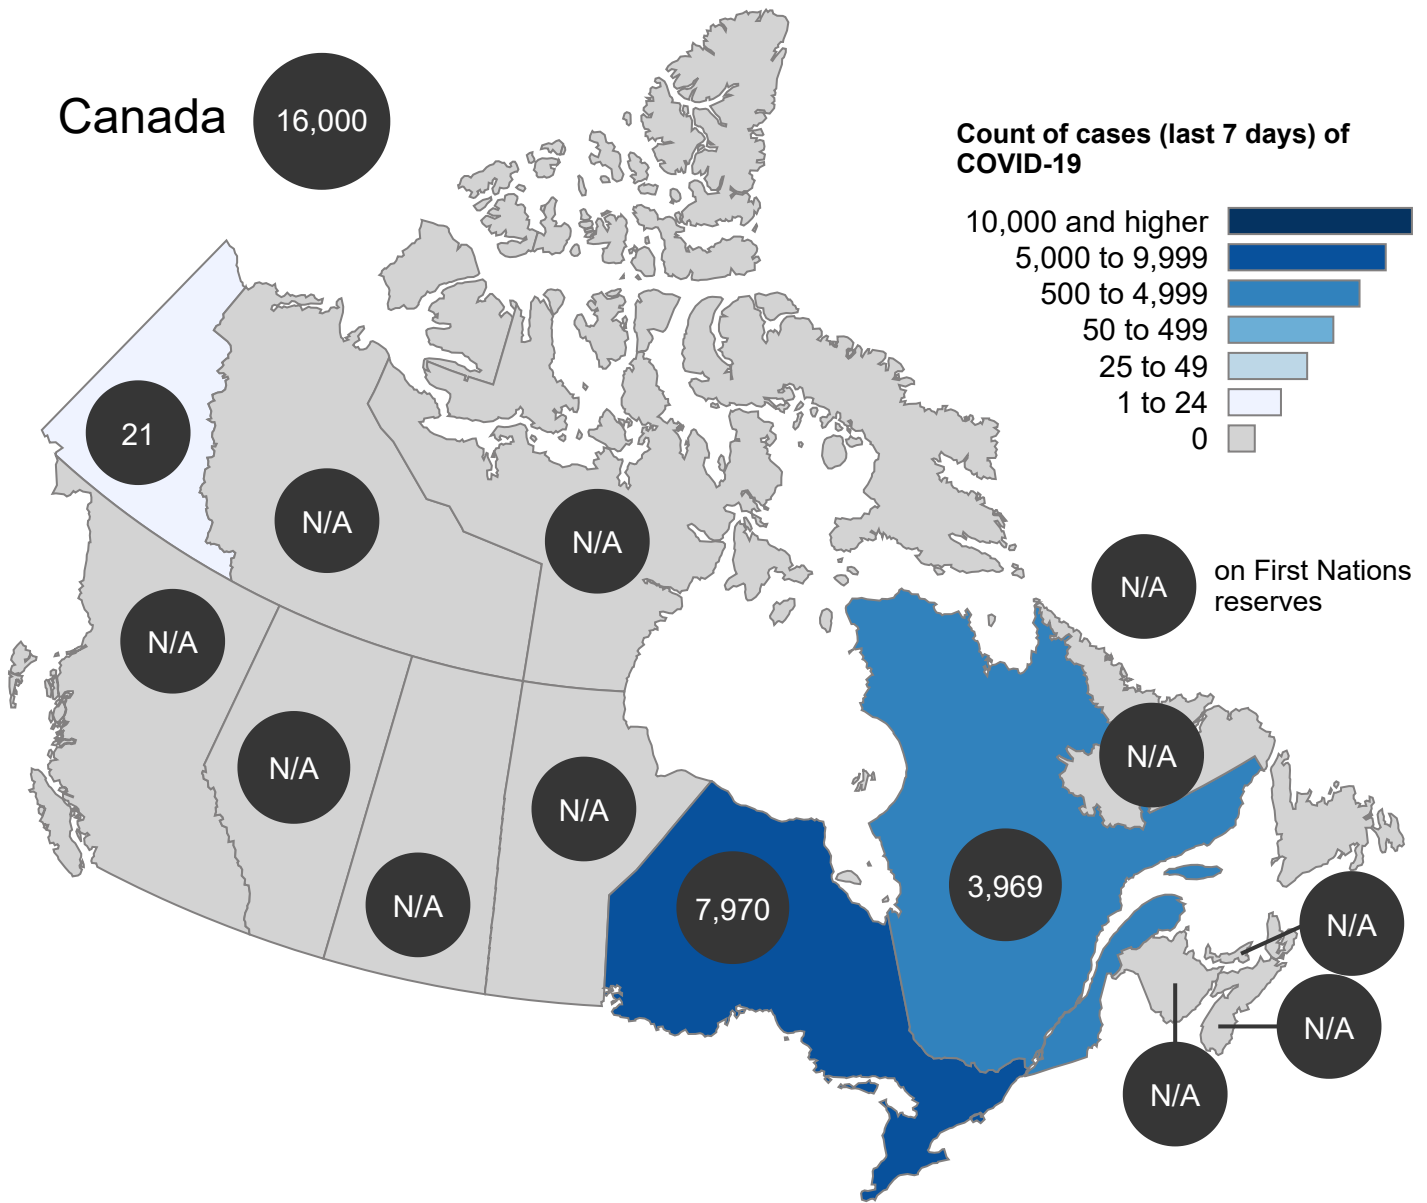 Canada
16,000
Count of cases (last 7 days) of
COVID-19
10,000 and higher
5,000 to 9,999
500 to 4,999
50 to 499
25 to 49
1 to 24
0
21
N/A
N/A
N/A
on First Nations
reserves
N/A
N/A
N/A
N/A
N/A
7,970
3,969
N/A
N/A
N/A